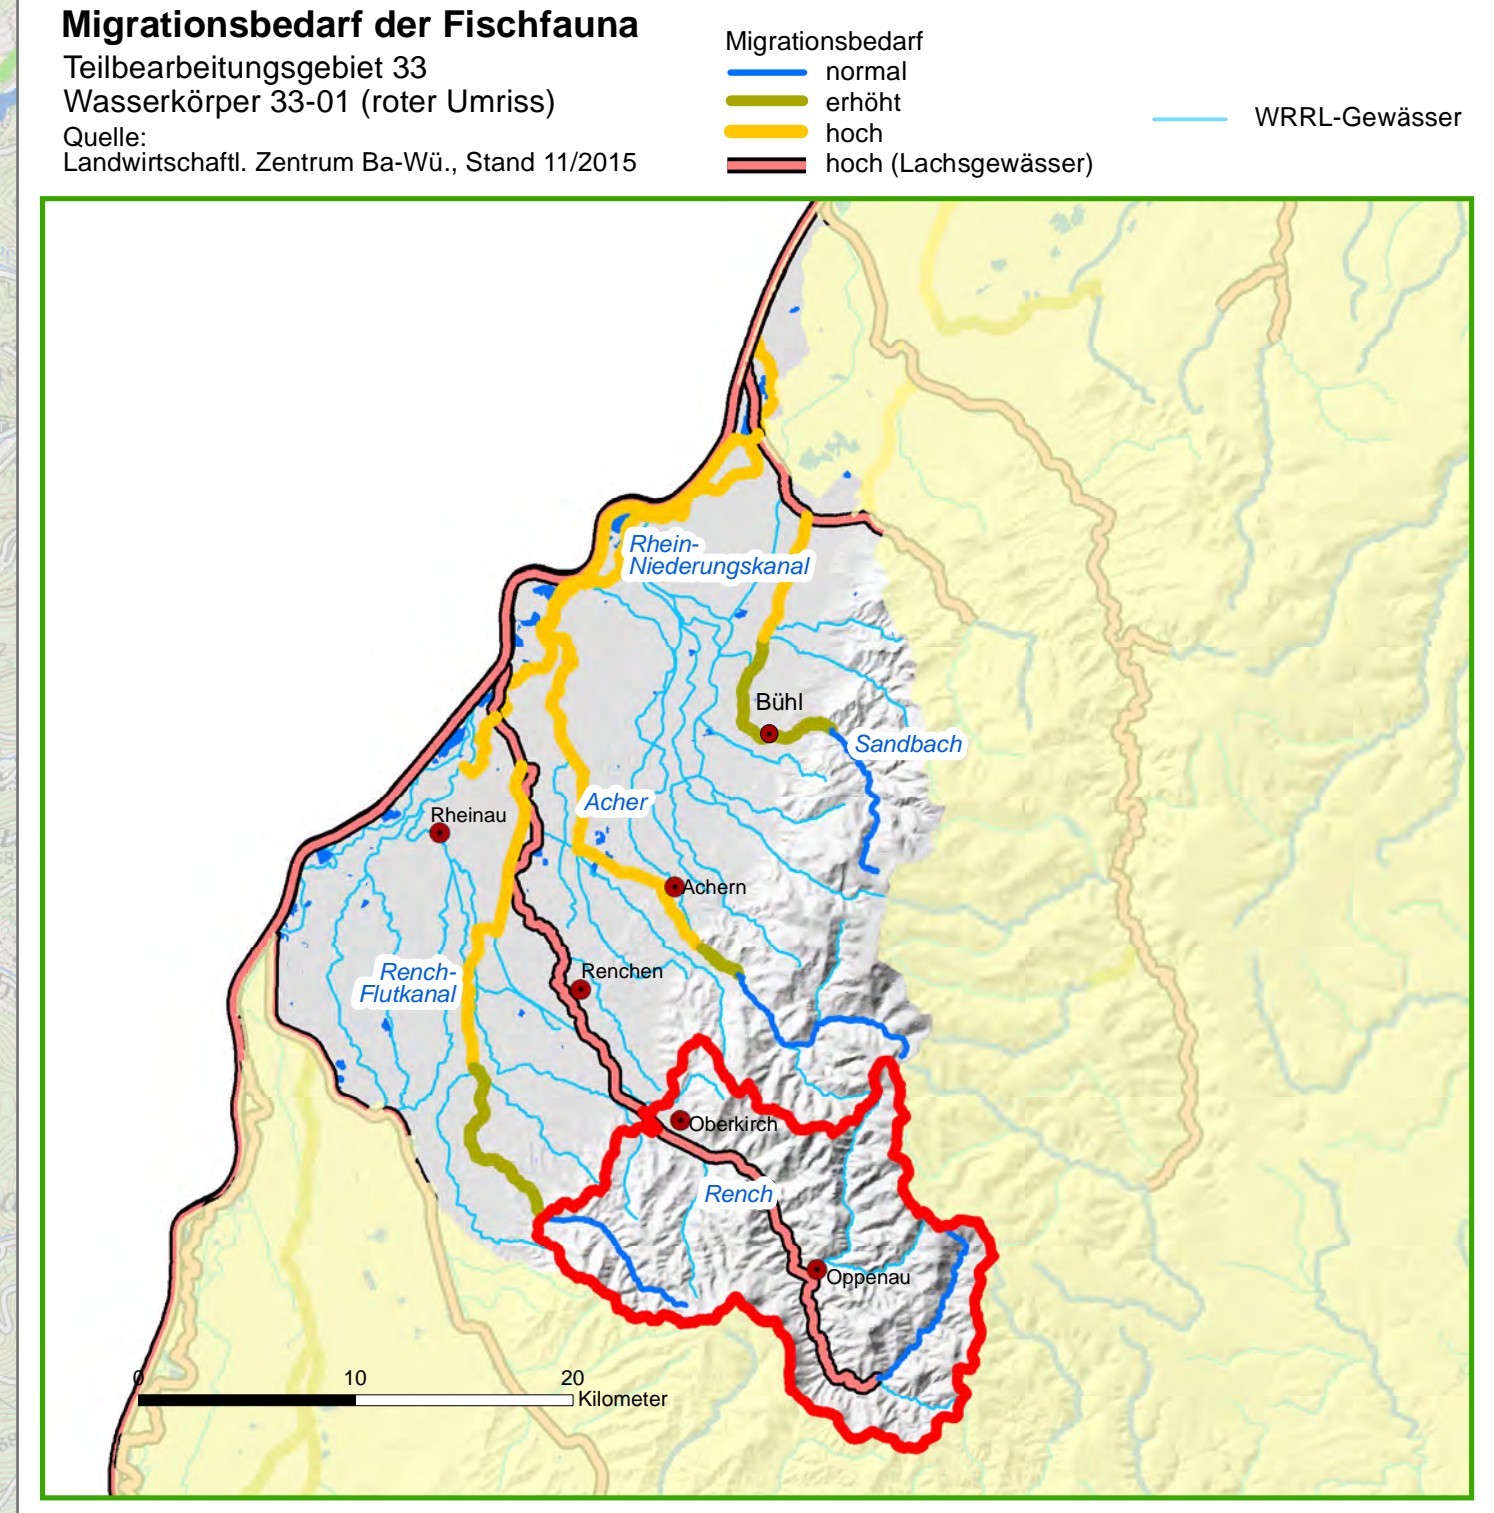 Migrationsbedarf der Fischfauna
Teilbearbeitungsgebiet 33
Wasserkörper 33-01 (roter Umriss)
Quelle:
Landwirtschaftl. Zentrum Ba-Wü., Stand 11/2015
Migrationsbedarf
normal
erhöht
hoch
hoch (Lachsgewässer)
WRRL-Gewässer
Rhein-
Niederungskanal
Bühl
Sandbach
Acher
Rheinau
Achern
Rench-
Flutkanal
Renchen
Oberkirch
Rench
Oppenau
0 10 20
Kilometer